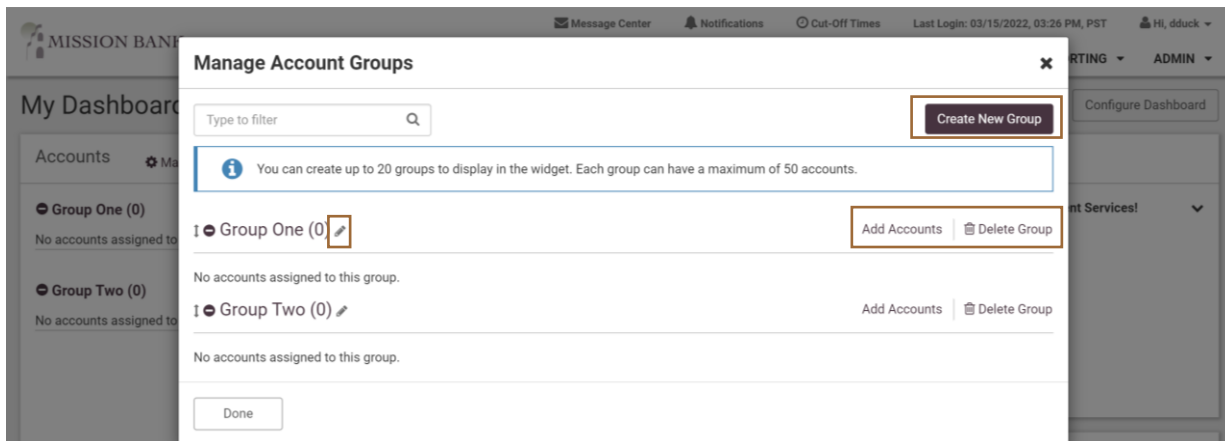 Message Center Notifications Cut-Off Times Last Login: 03/15/2022, 03:26 PM, PST Hi, dduck
MISSION BANK
RTING ADMIN
Manage Account Groups
My Dashboard
Configure Dashboard
Type to filter
Create New Group
Accounts Ma
You can create up to 20 groups to display in the widget. Each group can have a maximum of 50 accounts.
Group One (0)
nt Services!
No accounts assigned to
Group One (0)
Add Accounts Delete Group
No accounts assigned to this group.
Group Two (0)
No accounts assigned to
Group Two (0)
Add Accounts Delete Group
No accounts assigned to this group.
Done